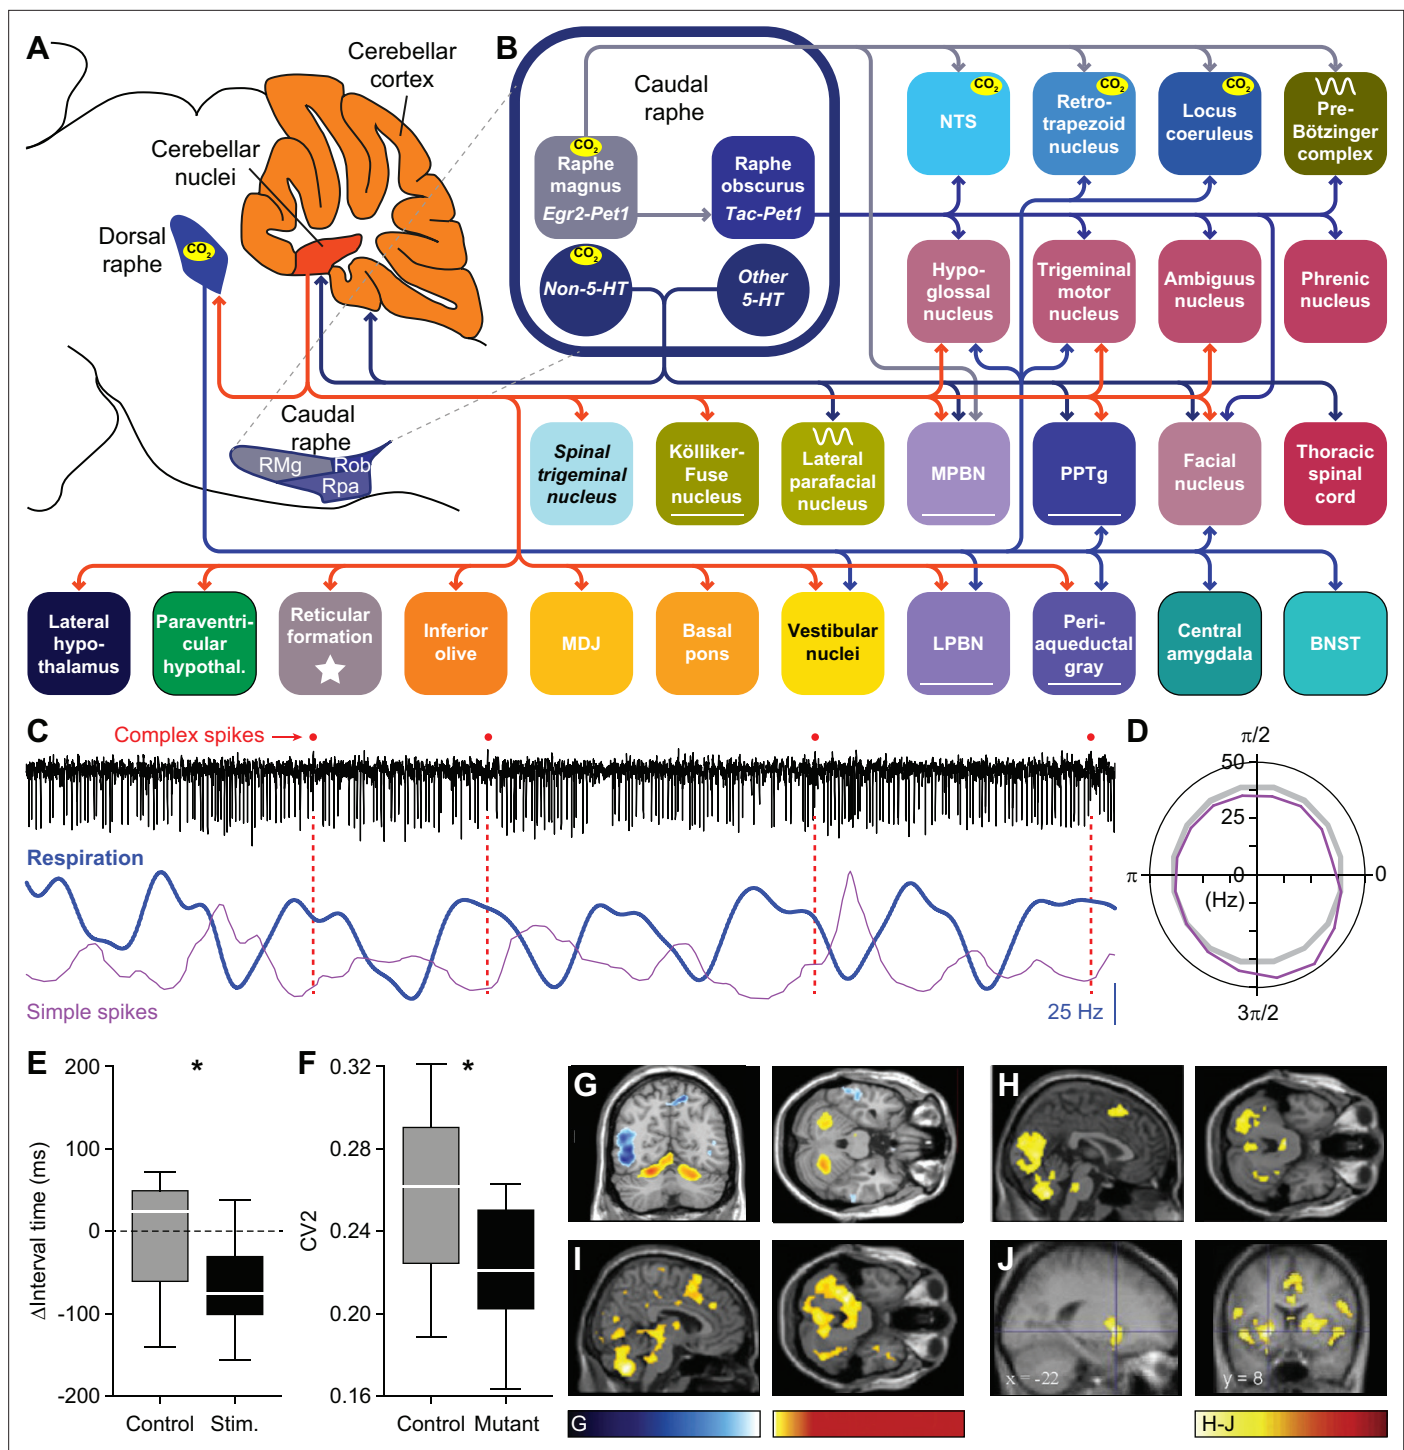 A
Cerebellar
cortex
Cerebellar
nuclei
Dorsal
raphe
CO2
Caudal
raphe
RMg
Rob
Rpa
B
Caudal
raphe
CO2
Raphe
magnus
Egr2-Pet1
Raphe
obscurus
Tac-Pet1
CO2
Non-5-HT
Other
5-HT
CO2
NTS
CO2
Retro-
trapezoid
nucleus
CO2
Locus
coeruleus
Pre-
Bötzinger
complex
Hypo-
glossal
nucleus
Trigeminal
motor
nucleus
Ambiguus
nucleus
Phrenic
nucleus
Spinal
trigeminal
nucleus
Kölliker-
Fuse
nucleus
Lateral
parafacial
nucleus
MPBN
PPTg
Facial
nucleus
Thoracic
spinal
cord
Lateral
hypo-
thalamus
Paraventri-
cular
hypothal.
Reticular
formation
Inferior
olive
MDJ
Basal
pons
Vestibular
nuclei
LPBN
Peri-
aqueductal
gray
Central
amygdala
BNST
C
Complex spikes
Respiration
Simple spikes
25 Hz
D
π/2
50
25
0
(Hz)
π
0
3π/2
E
ΔInterval time (ms)
200
100
0
-100
-200
*
Control
Stim.
F
CV2
0.32
0.28
0.24
0.20
0.16
*
Control
Mutant
G
H
I
J
x = -22
y = 8
G
H-J